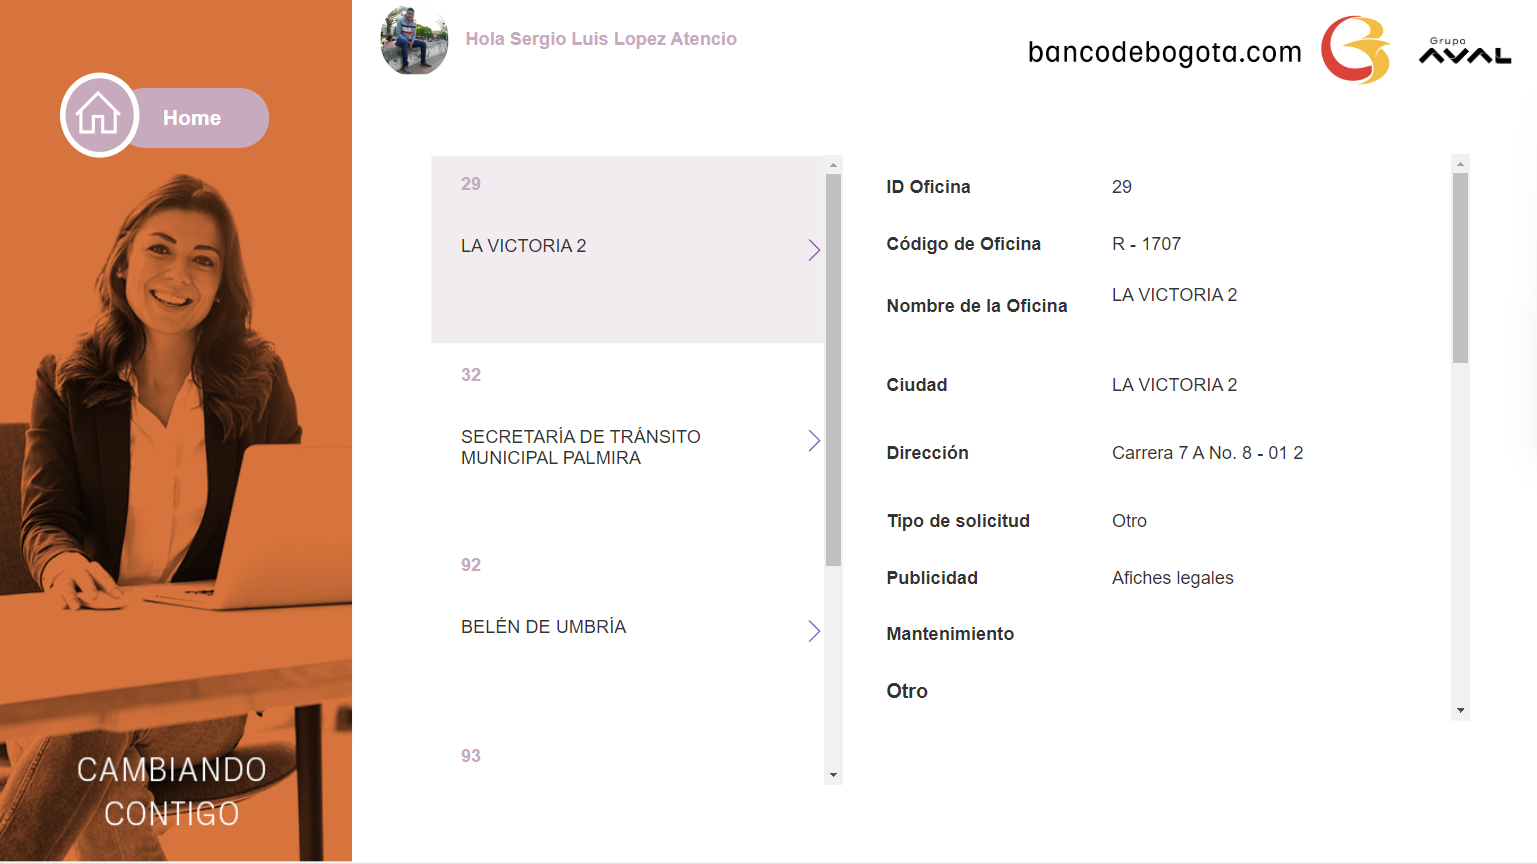 Hola Sergio Luis Lopez Atencio
bancodebogota.com
Grupo
AVAL
Home
29
LA VICTORIA 2
32
SECRETARÍA DE TRÁNSITO
MUNICIPAL PALMIRA
92
BELÉN DE UMBRÍA
93
ID Oficina 29
Código de Oficina R - 1707
Nombre de la Oficina LA VICTORIA 2
Ciudad LA VICTORIA 2
Dirección Carrera 7 A No. 8 - 01 2
Tipo de solicitud Otro
Publicidad Afiches legales
Mantenimiento
Otro
CAMBIANDO
CONTIGO